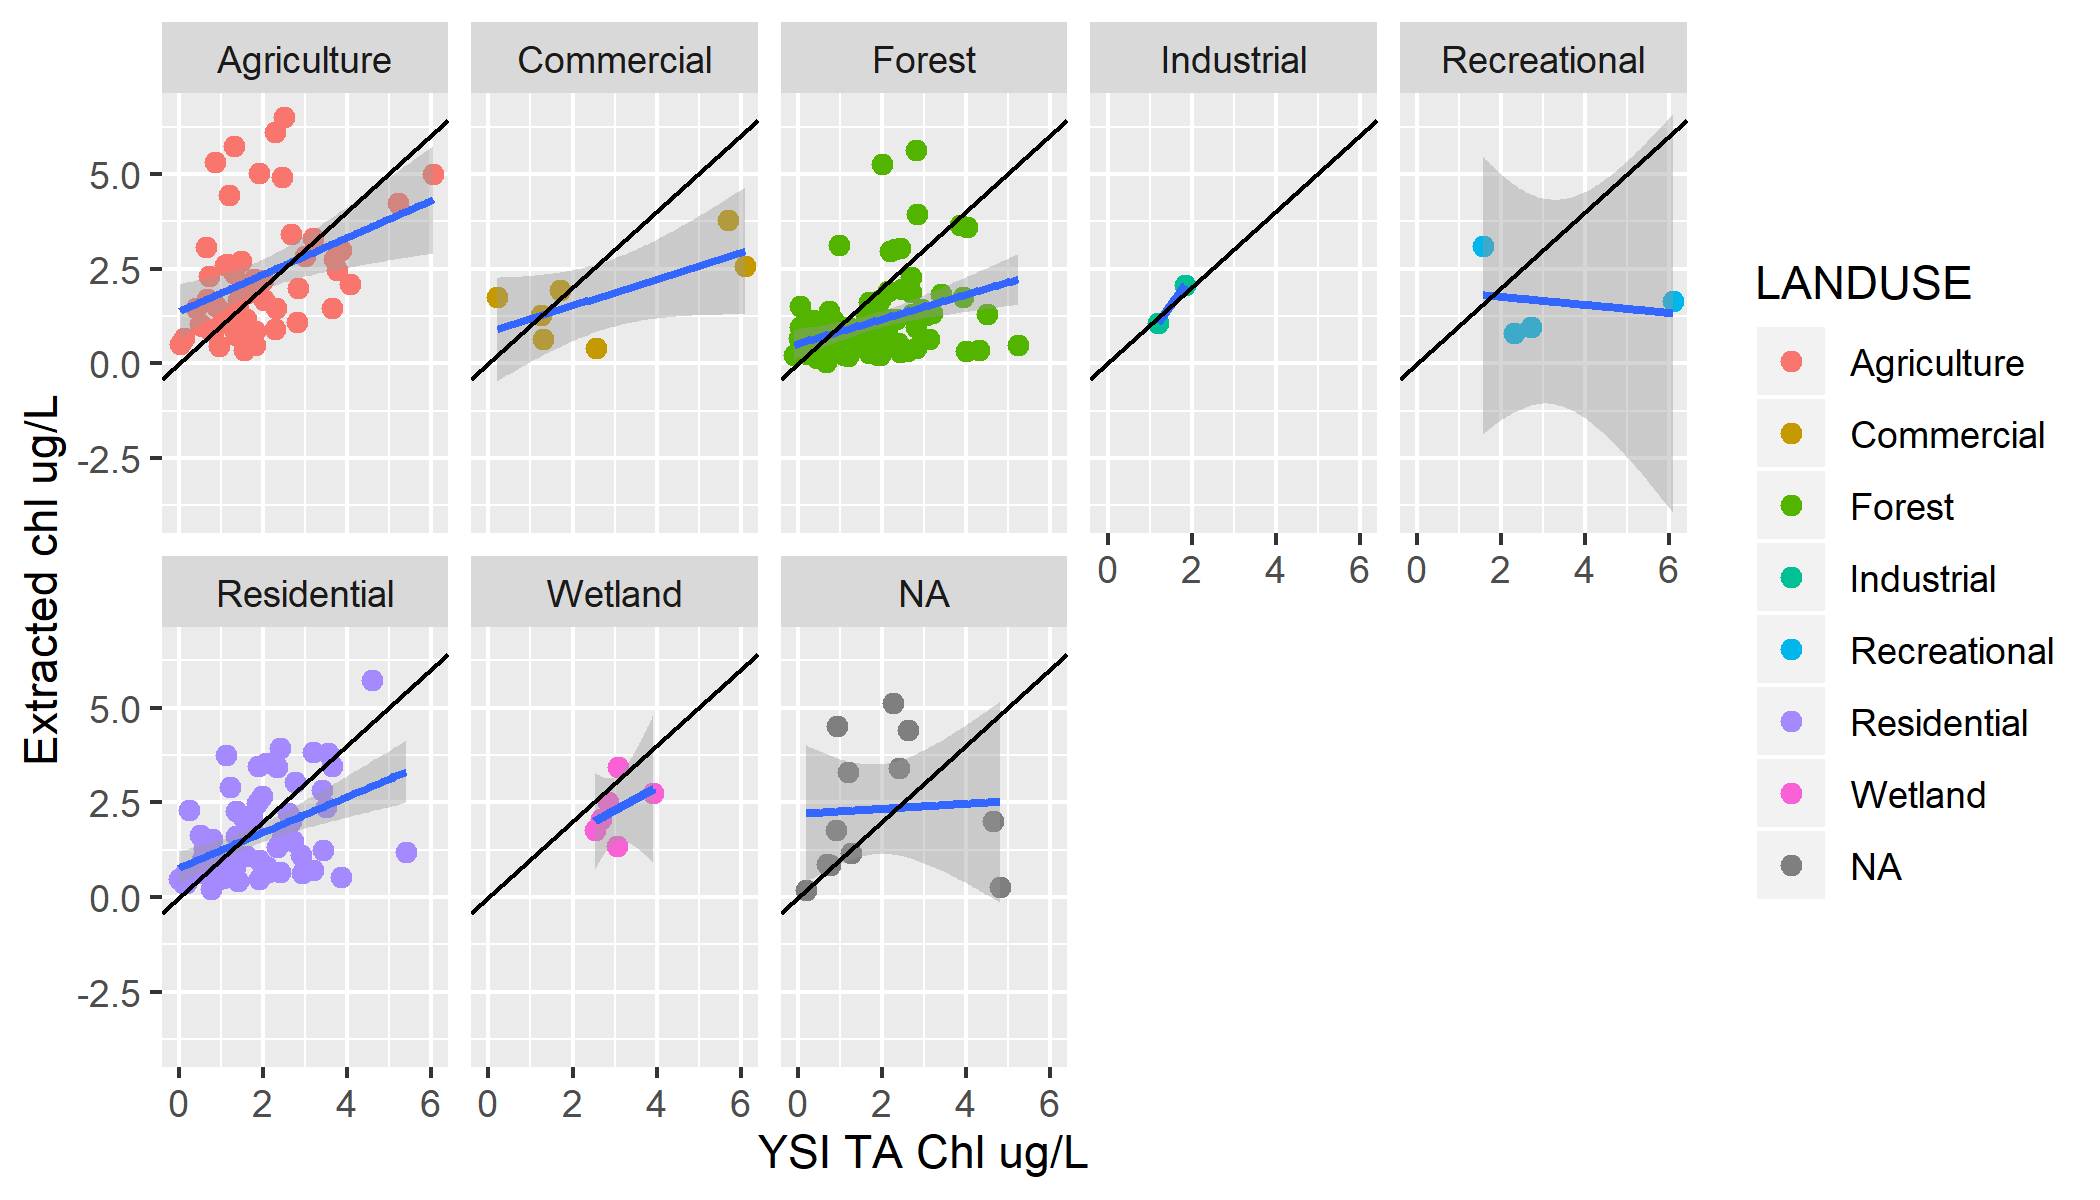 Agriculture Commercial Forest Industrial Recreational
5.0
2.5
0.0
-2.5
0 2 4 6 0 2 4 6
Residential Wetland NA
5.0
2.5
0.0
-2.5
0 2 4 6 0 2 4 6 0 2 4 6
YSI TA Chl ug/L
Extracted chl ug/L
LANDUSE
Agriculture
Commercial
Forest
Industrial
Recreational
Residential
Wetland
NA